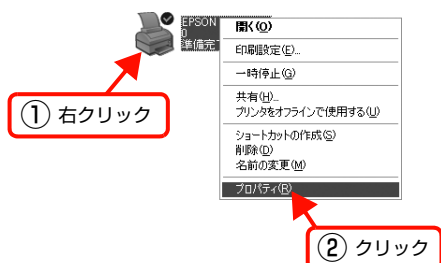 EPSON
0
準備完了
開く(O)
印刷設定(E)...
一時停止(G)
共有(H)...
プリンタをオフラインで使用する(U)
ショートカットの作成(S)
削除(D)
名前の変更(M)
プロパティ(R)
① 右クリック
② クリック